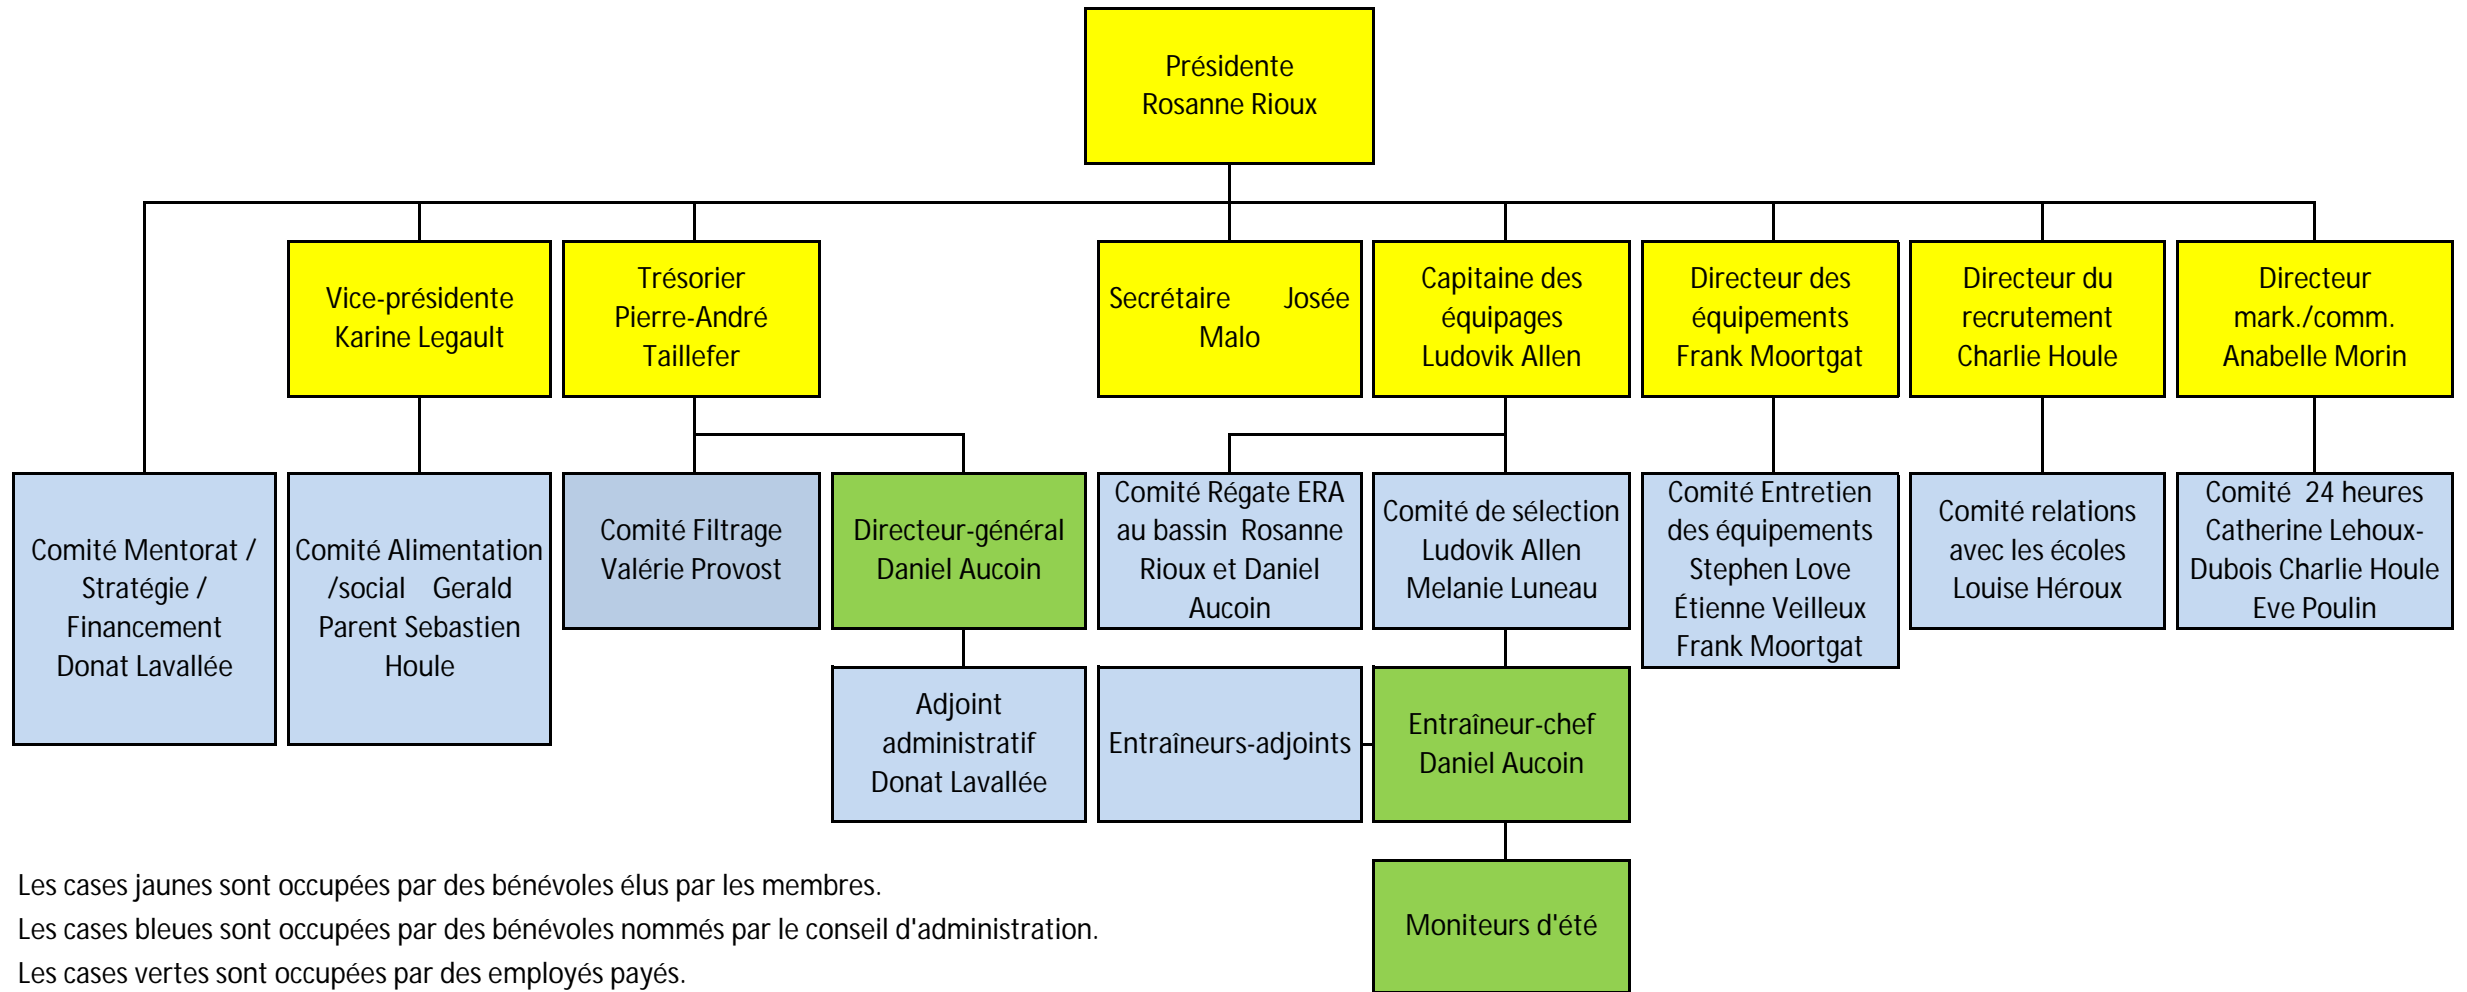 Présidente
Rosanne Rioux
Vice-présidente
Karine Legault
Trésorier
Pierre-André
Taillefer
Secrétaire Josée
Malo
Capitaine des
équipages
Ludovik Allen
Directeur des
équipements
Frank Moortgat
Directeur du
recrutement
Charlie Houle
Directeur
mark./comm.
Anabelle Morin
Comité Mentorat /
Stratégie /
Financement
Donat Lavallée
Comité Alimentation
/social Gerald
Parent Sebastien
Houle
Comité Filtrage
Valérie Provost
Directeur-général
Daniel Aucoin
Comité Régate ERA
au bassin Rosanne
Rioux et Daniel
Aucoin
Comité de sélection
Ludovik Allen
Melanie Luneau
Comité Entretien
des équipements
Stephen Love
Étienne Veilleux
Frank Moortgat
Comité relations
avec les écoles
Louise Héroux
Comité 24 heures
Catherine Lehoux-
Dubois Charlie Houle
Eve Poulin
Adjoint
administratif
Donat Lavallée
Entraîneurs-adjoints
Entraîneur-chef
Daniel Aucoin
Moniteurs d'été
Les cases jaunes sont occupées par des bénévoles élus par les membres.
Les cases bleues sont occupées par des bénévoles nommés par le conseil d'administration.
Les cases vertes sont occupées par des employés payés.